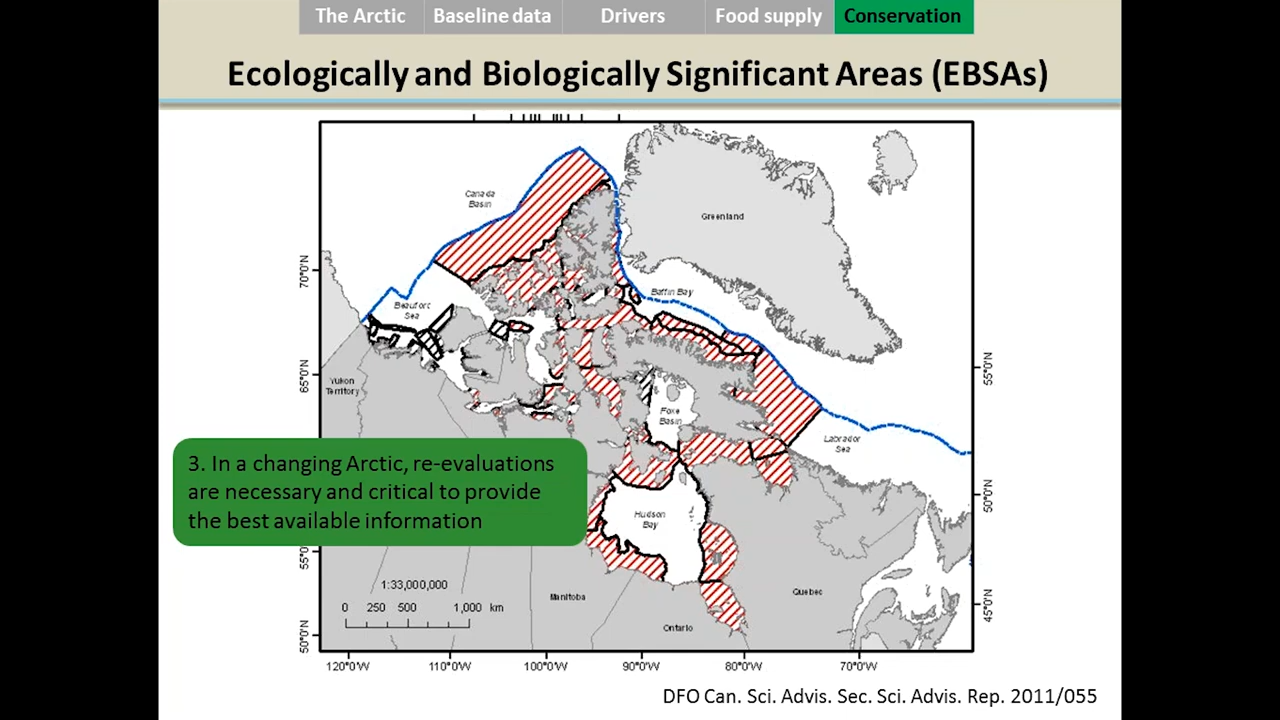 The Arctic
Baseline data
Drivers
Food supply
Conservation
Ecologically and Biologically Significant Areas (EBSAs)
Canada
Basin
Greenland
70°0'N
Beaufort
Sea
Baffin Bay
65°0'N
Yukon
Territory
Foxe
Basin
55°0'N
Labrador
Sea
3. In a changing Arctic, re-evaluations
are necessary and critical to provide
the best available information
Hudson
Bay
50°0'N
55°0'N
1:33,000,000
0 250 500 1,000 km
Manitoba
Quebec
Ontario
45°0'N
50°0'N
120°0'W 110°0'W 100°0'W 90°0'W 80°0'W 70°0'W
DFO Can. Sci. Advis. Sec. Sci. Advis. Rep. 2011/055